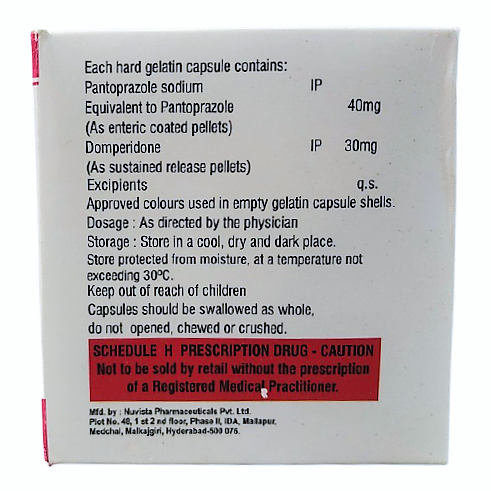 Each hard gelatin capsule contains:
Pantoprazole sodium IP
Equivalent to Pantoprazole 40mg
(As enteric coated pellets)
Domperidone IP 30mg
(As sustained release pellets)
Excipients q.s.
Approved colours used in empty gelatin capsule shells.
Dosage : As directed by the physician
Storage : Store in a cool, dry and dark place.
Store protected from moisture, at a temperature not
exceeding 30ºC.
Keep out of reach of children
Capsules should be swallowed as whole,
do not opened, chewed or crushed.
SCHEDULE H PRESCRIPTION DRUG - CAUTION
Not to be sold by retail without the prescription
of a Registered Medical Practitioner.
Mfd. by : Nuvista Pharmaceuticals Pvt. Ltd.
Plot No. 48, 1 st 2 nd floor, Phase II, IDA, Mallapur,
Medchal, Malkajgiri, Hyderabad-500 076.